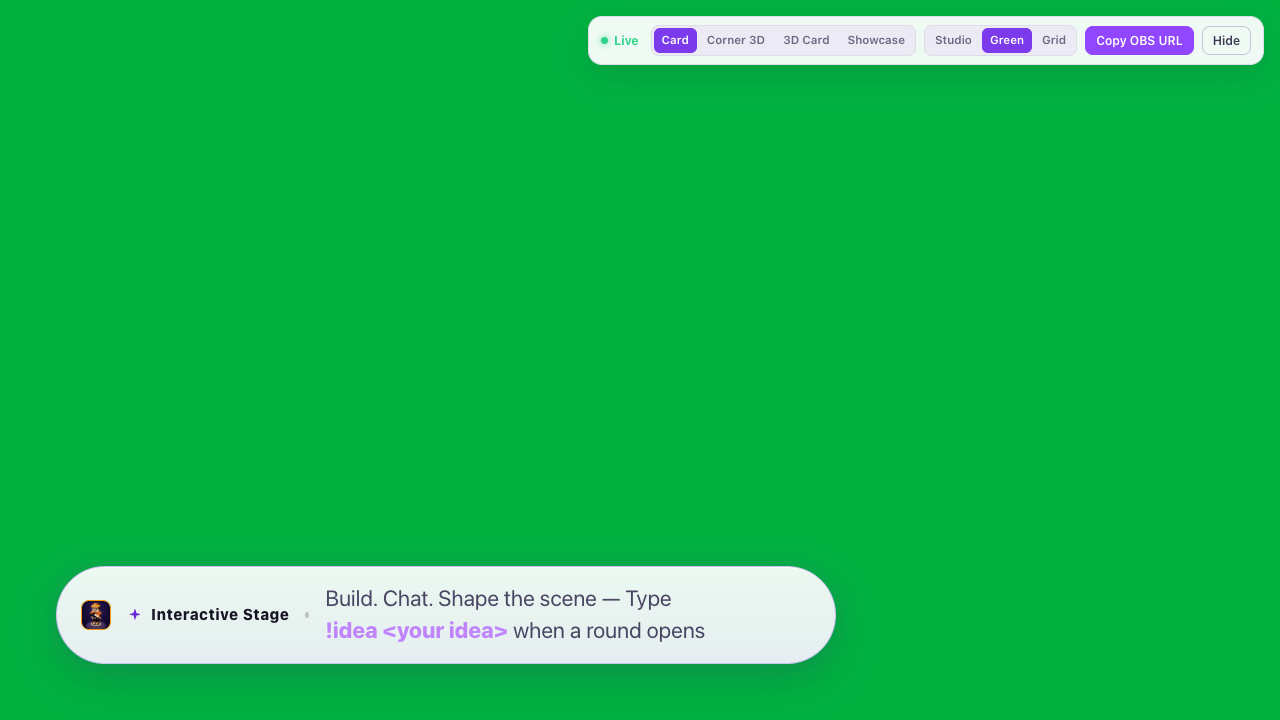 Live
Card Corner 3D 3D Card Showcase
Studio Green Grid
Copy OBS URL
Hide
Interactive Stage
Build. Chat. Shape the scene — Type
!idea <your idea> when a round opens